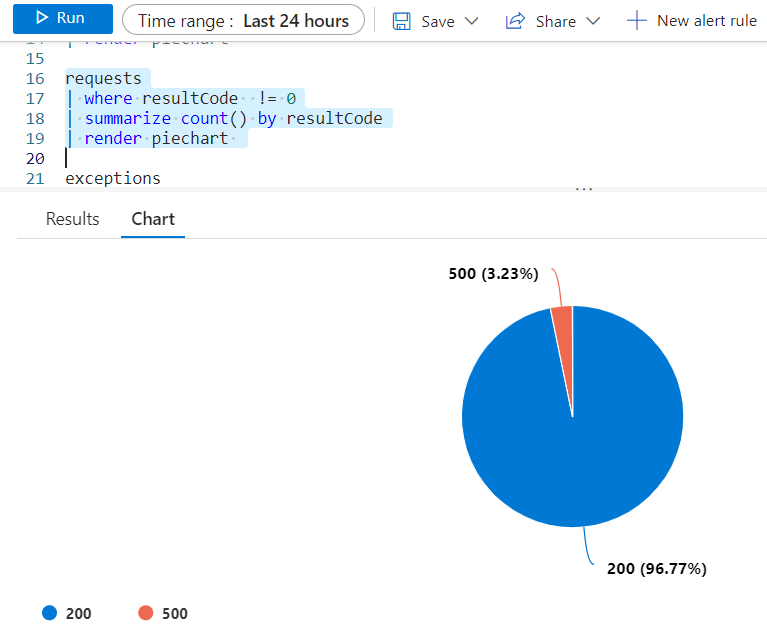 Run
Time range : Last 24 hours
Save
Share
New alert rule
15
16 requests
17 | where resultCode != 0
18 | summarize count() by resultCode
19 | render piechart
20
21 exceptions
...
Results
Chart
500 (3.23%)
200 (96.77%)
200
500